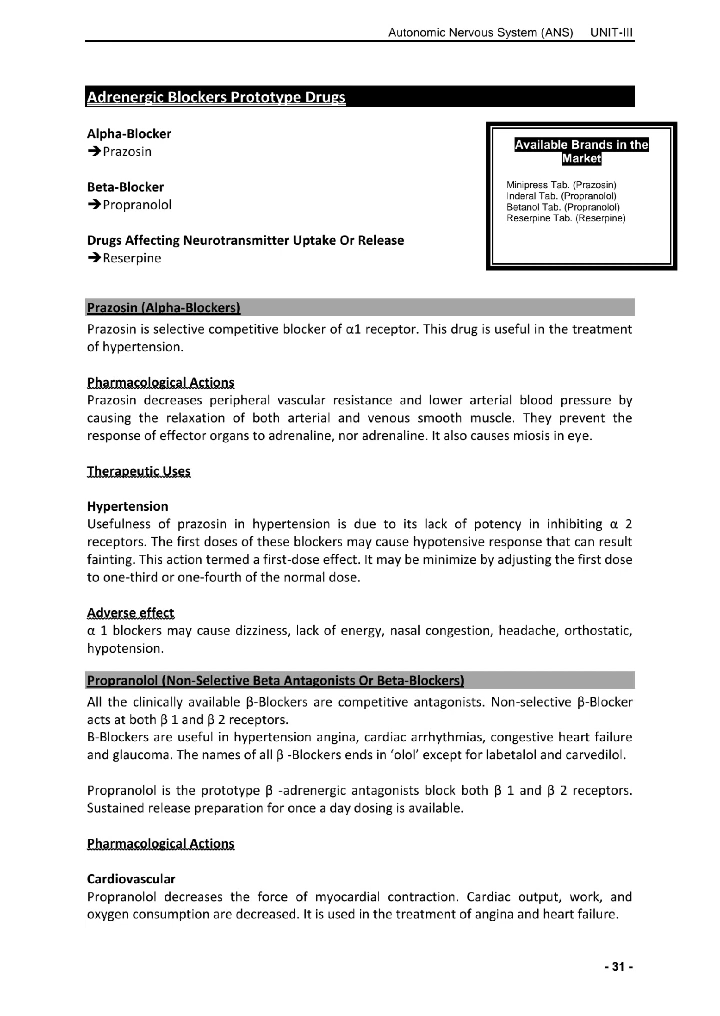 Autonomic Nervous System (ANS) UNIT-III
Adrenergic Blockers Prototype Drugs
Alpha-Blocker
➔Prazosin
Beta-Blocker
➔Propranolol
Drugs Affecting Neurotransmitter Uptake Or Release
➔Reserpine
Available Brands in the
Market
Minipress Tab. (Prazosin)
Inderal Tab. (Propranolol)
Betanol Tab. (Propranolol)
Reserpine Tab. (Reserpine)
Prazosin (Alpha-Blockers)
Prazosin is selective competitive blocker of α1 receptor. This drug is useful in the treatment
of hypertension.
Pharmacological Actions
Prazosin decreases peripheral vascular resistance and lower arterial blood pressure by
causing the relaxation of both arterial and venous smooth muscle. They prevent the
response of effector organs to adrenaline, nor adrenaline. It also causes miosis in eye.
Therapeutic Uses
Hypertension
Usefulness of prazosin in hypertension is due to its lack of potency in inhibiting α 2
receptors. The first doses of these blockers may cause hypotensive response that can result
fainting. This action termed a first-dose effect. It may be minimize by adjusting the first dose
to one-third or one-fourth of the normal dose.
Adverse effect
α 1 blockers may cause dizziness, lack of energy, nasal congestion, headache, orthostatic,
hypotension.
Propranolol (Non-Selective Beta Antagonists Or Beta-Blockers)
All the clinically available β-Blockers are competitive antagonists. Non-selective β-Blocker
acts at both β 1 and β 2 receptors.
B-Blockers are useful in hypertension angina, cardiac arrhythmias, congestive heart failure
and glaucoma. The names of all β -Blockers ends in ‘olol’ except for labetalol and carvedilol.
Propranolol is the prototype β -adrenergic antagonists block both β 1 and β 2 receptors.
Sustained release preparation for once a day dosing is available.
Pharmacological Actions
Cardiovascular
Propranolol decreases the force of myocardial contraction. Cardiac output, work, and
oxygen consumption are decreased. It is used in the treatment of angina and heart failure.
- 31 -